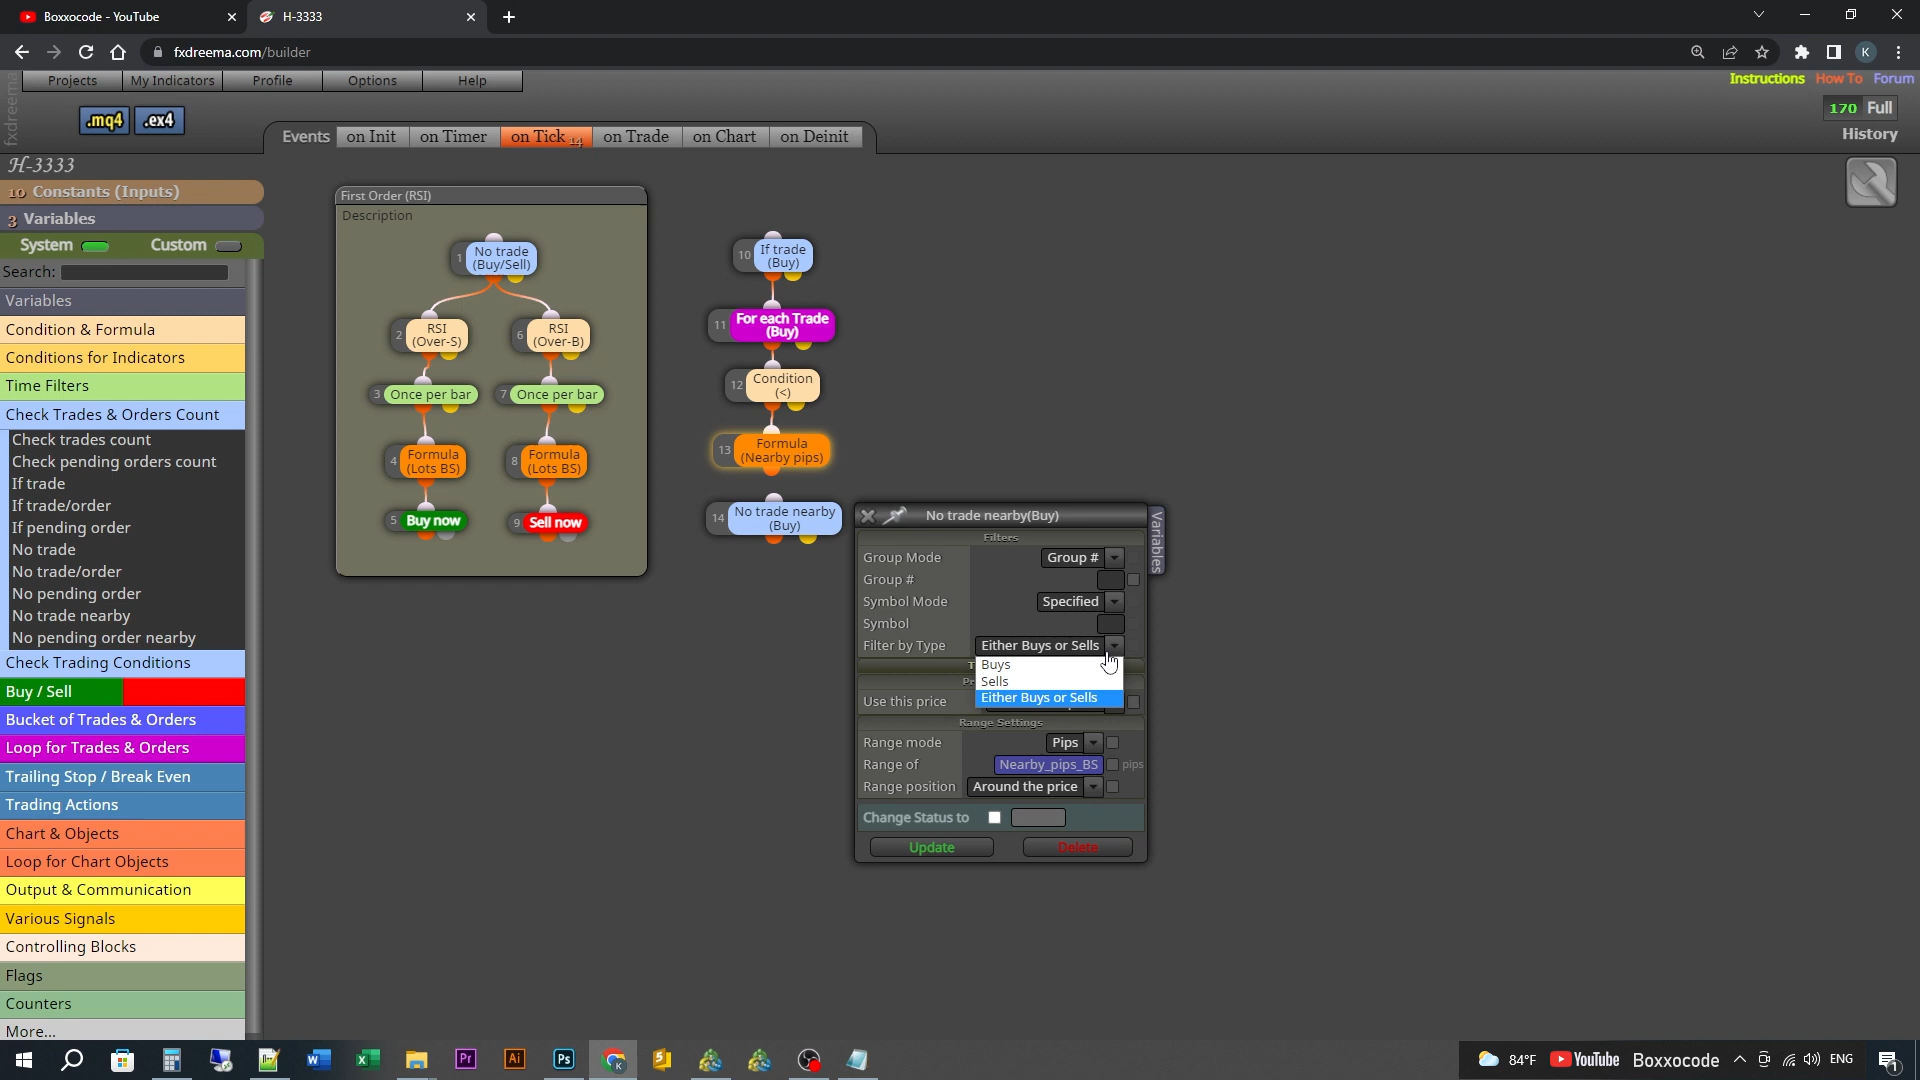 Boxxocode - YouTube
H-3333
fxdreema.com/builder
K
Projects
My Indicators
Profile
Options
Help
Instructions
How To
Forum
fxdreema
.mq4
.ex4
170 Full
History
Events
on Init
on Timer
on Tick 14
on Trade
on Chart
on Deinit
H-3333
10 Constants (Inputs)
3 Variables
System
Custom
Search:
Variables
Condition & Formula
Conditions for Indicators
Time Filters
Check Trades & Orders Count
Check trades count
Check pending orders count
If trade
If trade/order
If pending order
No trade
No trade/order
No pending order
No trade nearby
No pending order nearby
Check Trading Conditions
Buy / Sell
Bucket of Trades & Orders
Loop for Trades & Orders
Trailing Stop / Break Even
Trading Actions
Chart & Objects
Loop for Chart Objects
Output & Communication
Various Signals
Controlling Blocks
Flags
Counters
More...
First Order (RSI)
Description
1 No trade
(Buy/Sell)
2 RSI
(Over-S)
6 RSI
(Over-B)
3 Once per bar
7 Once per bar
4 Formula
(Lots BS)
8 Formula
(Lots BS)
5 Buy now
9 Sell now
10 If trade
(Buy)
11 For each Trade
(Buy)
12 Condition
(<)
13 Formula
(Nearby pips)
14 No trade nearby
(Buy)
No trade nearby(Buy)
Variables
Filters
Group Mode
Group #
Group #
Symbol Mode
Specified
Symbol
Filter by Type
Either Buys or Sells
Buys
Sells
Either Buys or Sells
Use this price
Range Settings
Range mode
Pips
Range of
Nearby_pips_BS
pips
Range position
Around the price
Change Status to
Update
Delete
Pr
Ai
Ps
84°F
YouTube
Boxxocode
ENG
1